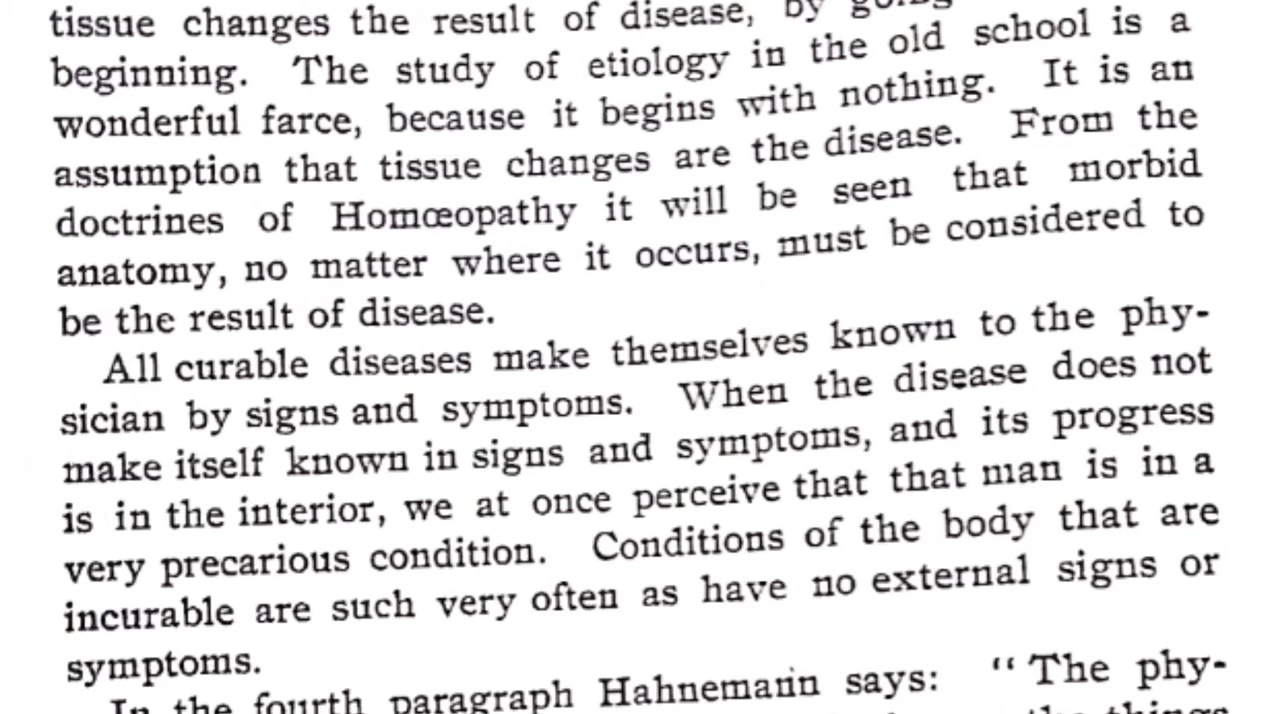 tissue changes the result of disease, by going
beginning. The study of etiology in the old school is a
wonderful farce, because it begins with nothing. It is an
assumption that tissue changes are the disease. From the
doctrines of Homœopathy it will be seen that morbid
anatomy, no matter where it occurs, must be considered to
be the result of disease.
All curable diseases make themselves known to the phy-
sician by signs and symptoms. When the disease does not
make itself known in signs and symptoms, and its progress
is in the interior, we at once perceive that that man is in a
very precarious condition. Conditions of the body that are
incurable are such very often as have no external signs or
symptoms.
In the fourth paragraph Hahnemann says: “The phy-
the things